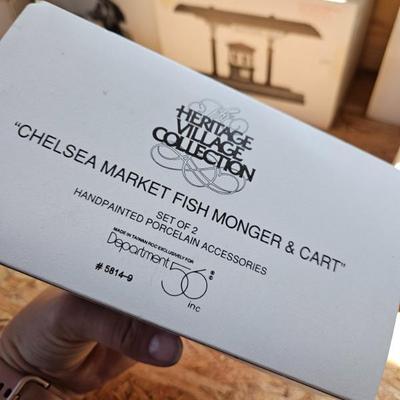 The
HERITAGE
VILLAGE
COLLECTION
"CHELSEA MARKET FISH MONGER & CART"
SET OF 2
HANDPAINTED PORCELAIN ACCESSORIES
MADE IN TAIWAN ROC EXCLUSIVELY FOR
Department
56 ®©
inc
# 5814-9